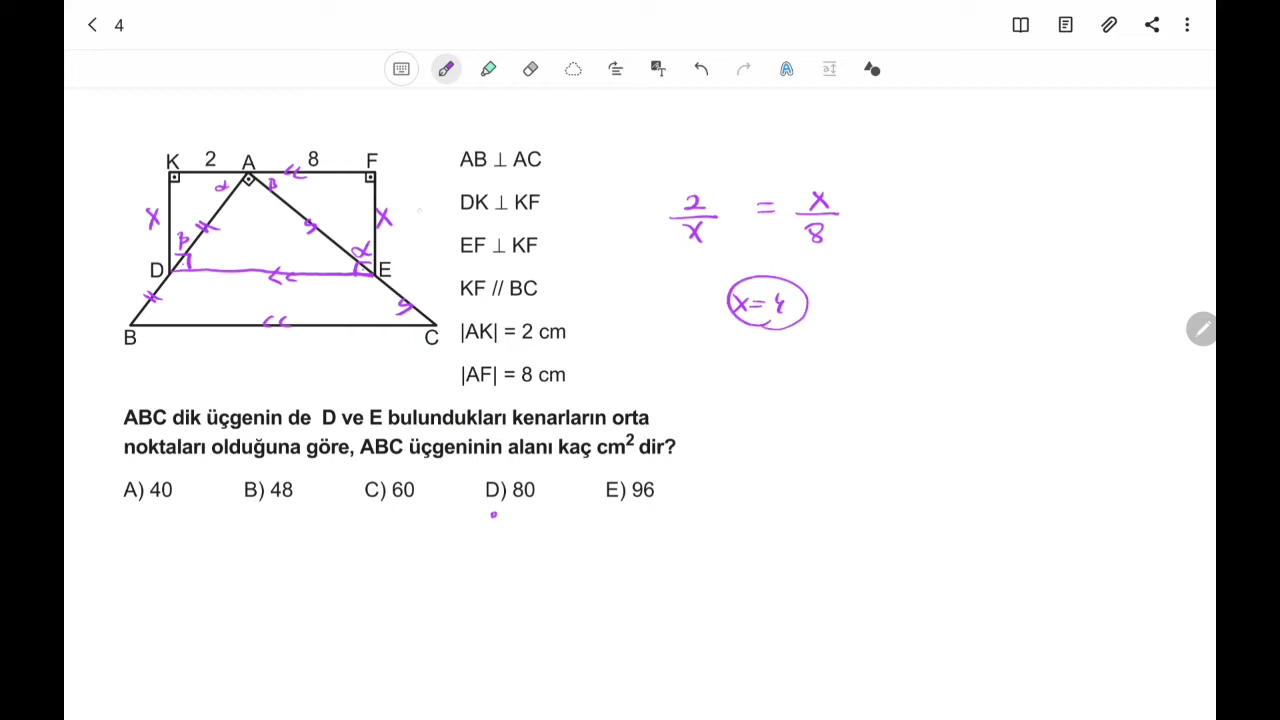 4
K 2 A 8 F
α β
x x
β α
D E
B C
AB ⊥ AC
DK ⊥ KF
EF ⊥ KF
KF // BC
|AK| = 2 cm
|AF| = 8 cm
2/x = x/8
x = 4
ABC dik üçgenin de D ve E bulundukları kenarların orta
noktaları olduğuna göre, ABC üçgeninin alanı kaç cm² dir?
A) 40 B) 48 C) 60 D) 80 E) 96